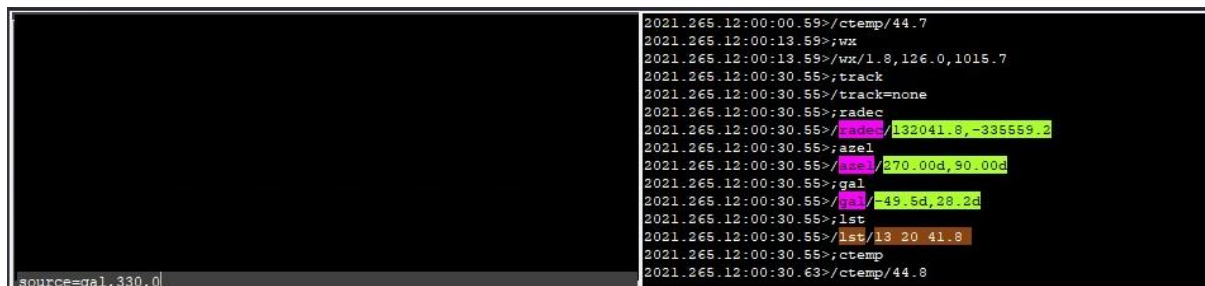 source=gal,330.0
2021.265.12:00:00.59>/ctemp/44.7
2021.265.12:00:13.59>;wx
2021.265.12:00:13.59>/wx/1.8,126.0,1015.7
2021.265.12:00:30.55>;track
2021.265.12:00:30.55>/track=none
2021.265.12:00:30.55>;radec
2021.265.12:00:30.55>/radec/132041.8,-335559.2
2021.265.12:00:30.55>;azel
2021.265.12:00:30.55>/azel/270.00d,90.00d
2021.265.12:00:30.55>;gal
2021.265.12:00:30.55>/gal/-49.5d,28.2d
2021.265.12:00:30.55>;lst
2021.265.12:00:30.55>/lst/13 20 41.8
2021.265.12:00:30.55>;ctemp
2021.265.12:00:30.63>/ctemp/44.8